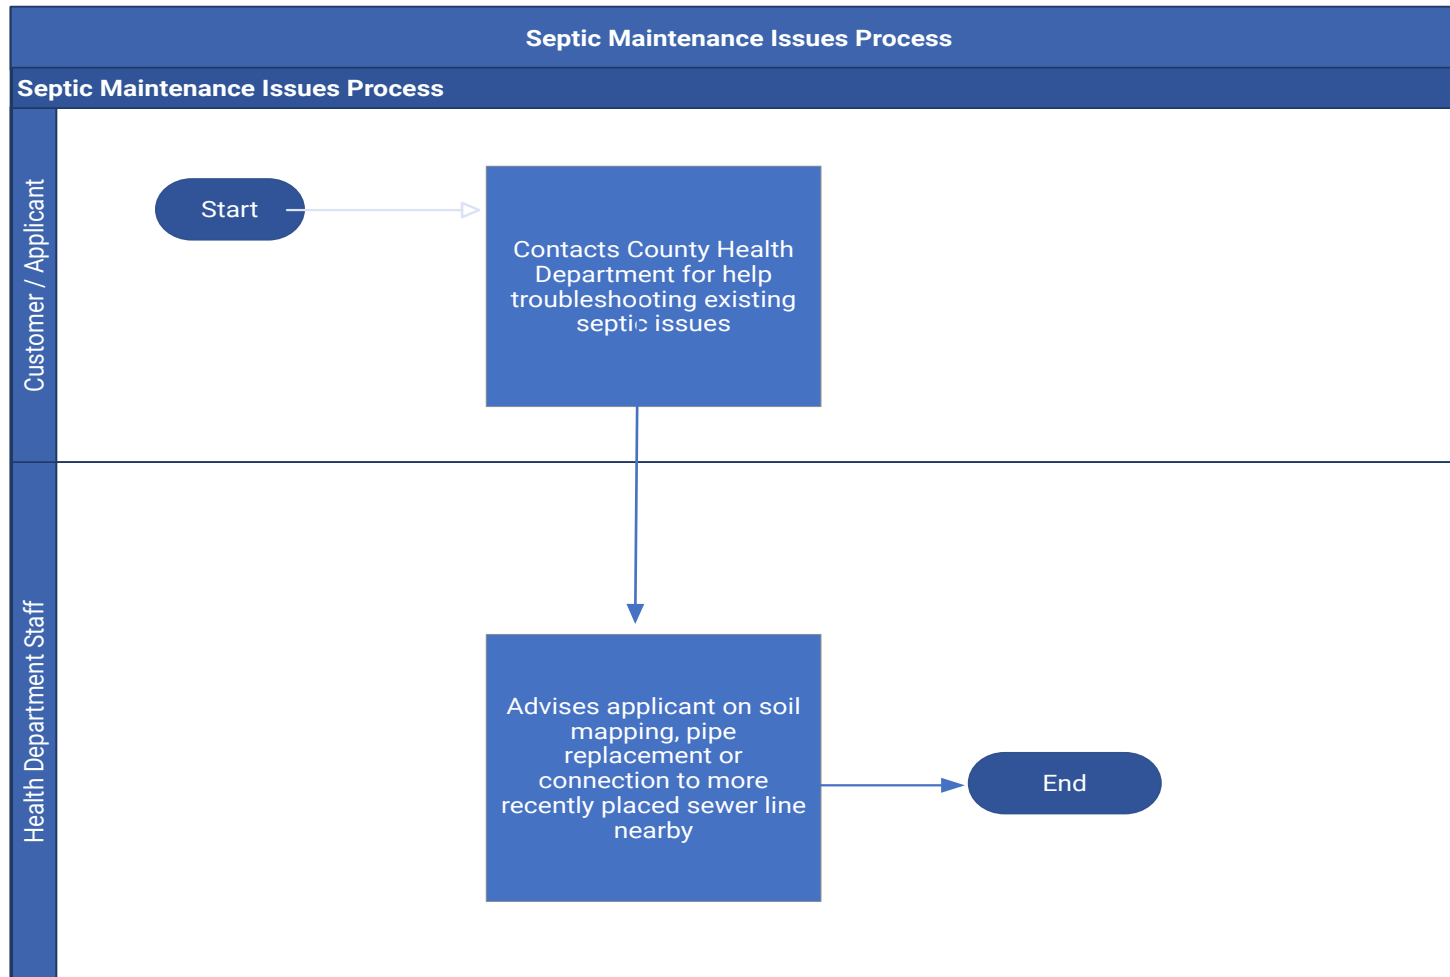 Septic Maintenance Issues Process
Septic Maintenance Issues Process
Customer / Applicant
Start
Contacts County Health
Department for help
troubleshooting existing
septic issues
Health Department Staff
Advises applicant on soil
mapping, pipe
replacement or
connection to more
recently placed sewer line
nearby
End